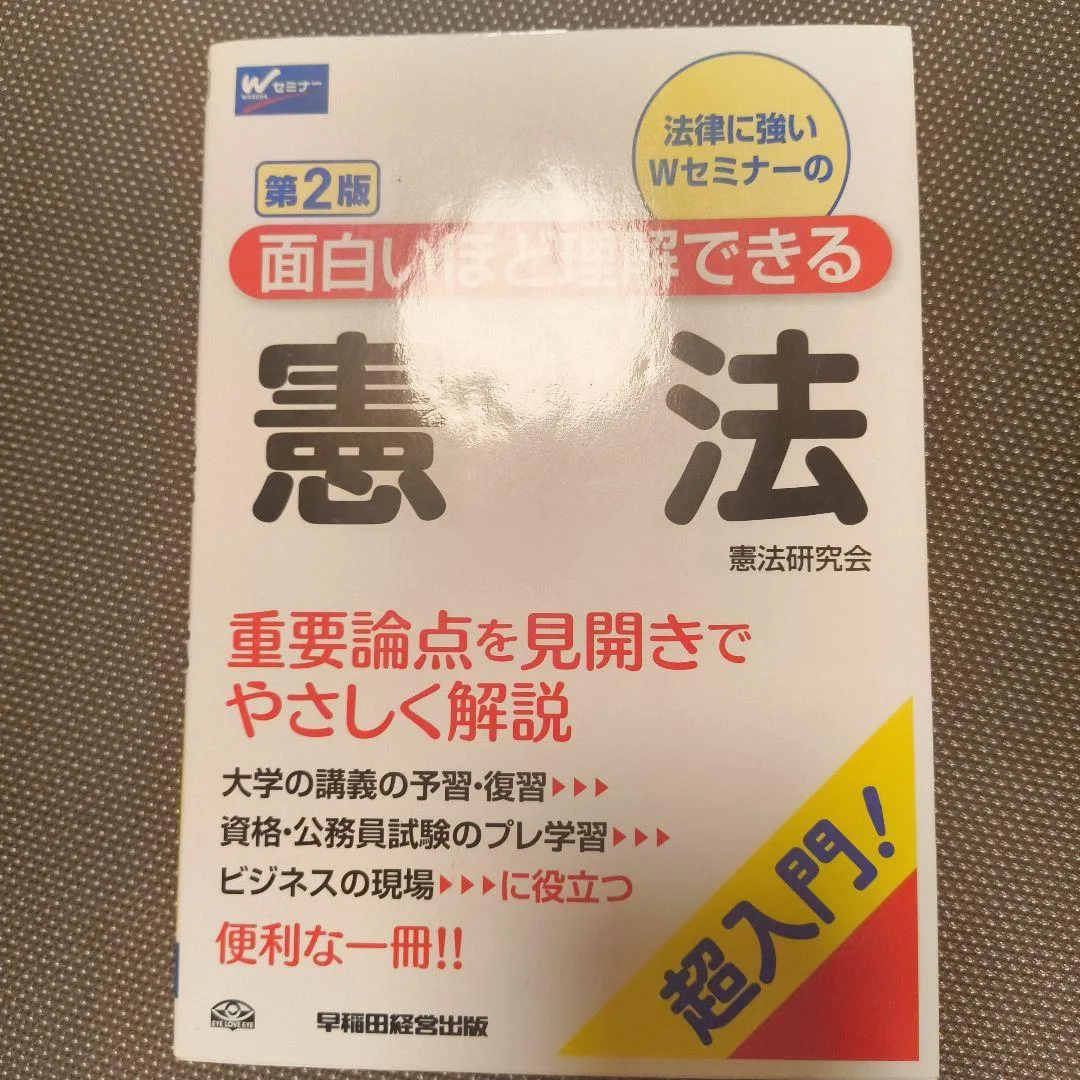 Wセミナー
WASEDA
法律に強い
Wセミナーの
第2版
面白いほど理解できる
憲法
憲法研究会
重要論点を見開きで
やさしく解説
大学の講義の予習・復習▶▶▶
資格・公務員試験のプレ学習▶▶▶
ビジネスの現場▶▶▶に役立つ
便利な一冊!!
超入門!
EYE LOVE EYE
早稲田経営出版